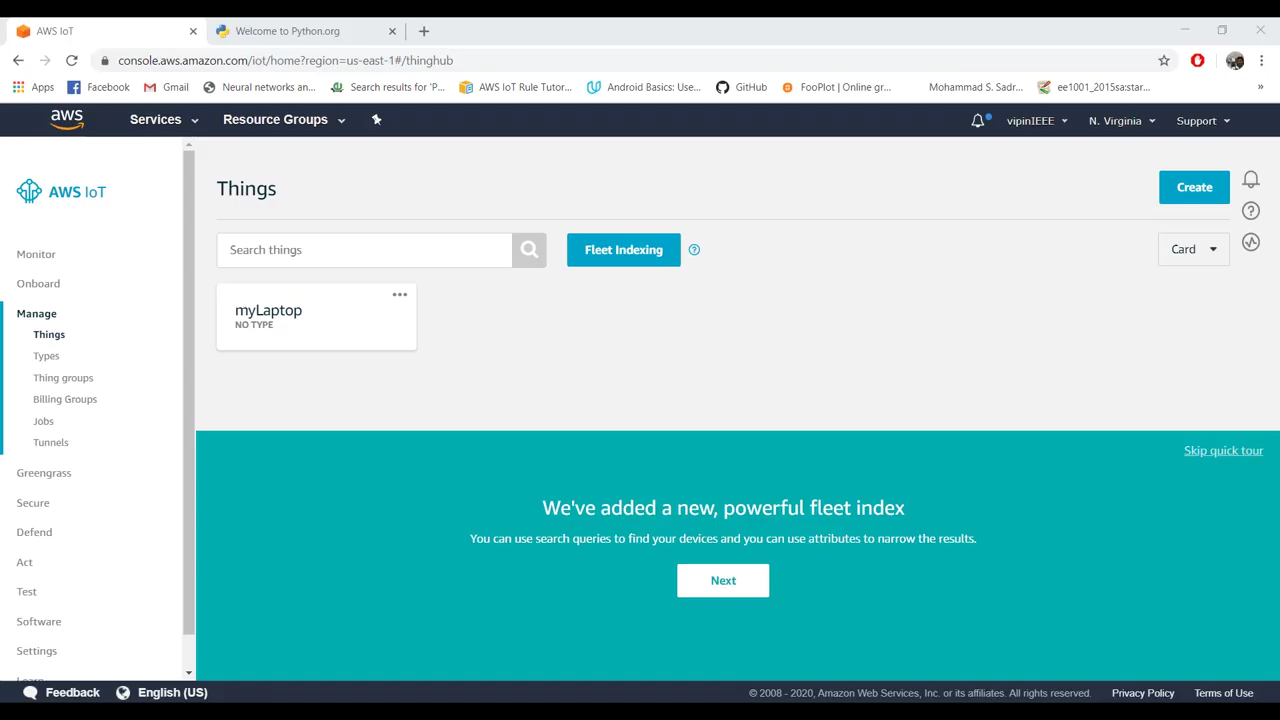 AWS IoT
Welcome to Python.org
console.aws.amazon.com/iot/home?region=us-east-1#/thinghub
Apps
Facebook
Gmail
Neural networks an...
Search results for 'P...
AWS IoT Rule Tutor...
Android Basics: Use...
GitHub
FooPlot | Online gr...
Mohammad S. Sadr...
ee1001_2015sa:star...
»
aws
Services
Resource Groups
vipinIEEE
N. Virginia
Support
AWS IoT
Monitor
Onboard
Manage
Things
Types
Thing groups
Billing Groups
Jobs
Tunnels
Greengrass
Secure
Defend
Act
Test
Software
Settings
Things
Create
Search things
Fleet Indexing
Card
myLaptop
NO TYPE
Skip quick tour
We've added a new, powerful fleet index
You can use search queries to find your devices and you can use attributes to narrow the results.
Next
Feedback
English (US)
© 2008 - 2020, Amazon Web Services, Inc. or its affiliates. All rights reserved.
Privacy Policy
Terms of Use